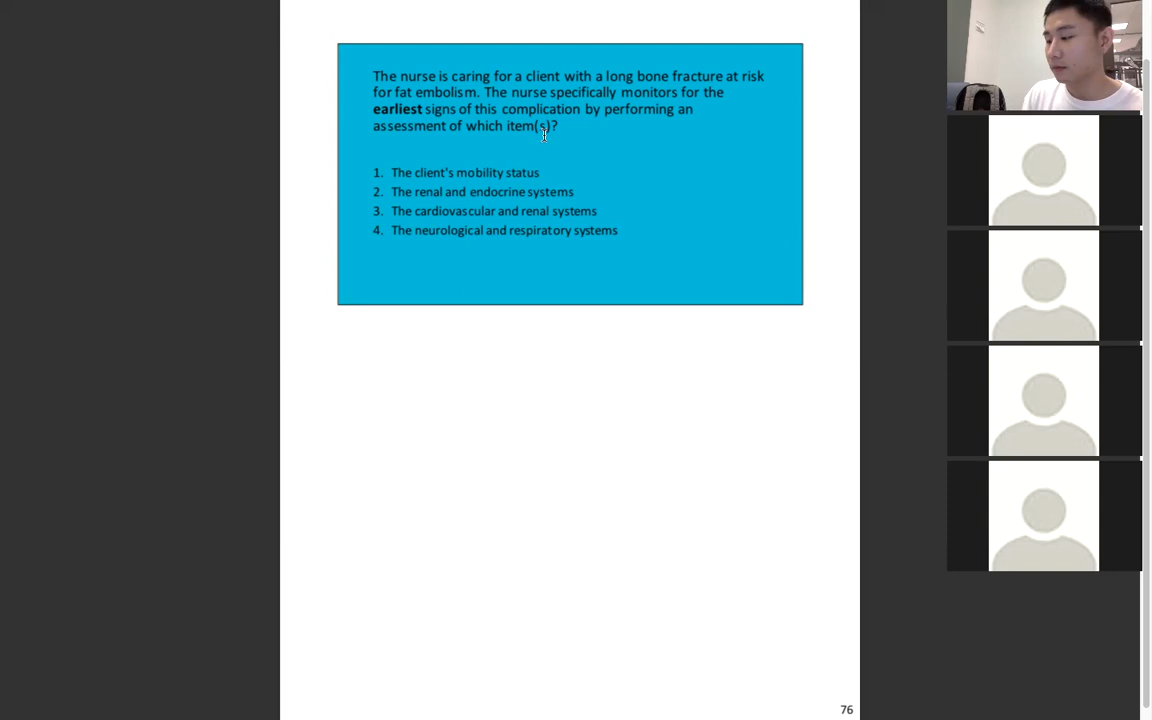 The nurse is caring for a client with a long bone fracture at risk
for fat embolism. The nurse specifically monitors for the
earliest signs of this complication by performing an
assessment of which item(s)?
1. The client's mobility status
2. The renal and endocrine systems
3. The cardiovascular and renal systems
4. The neurological and respiratory systems
76